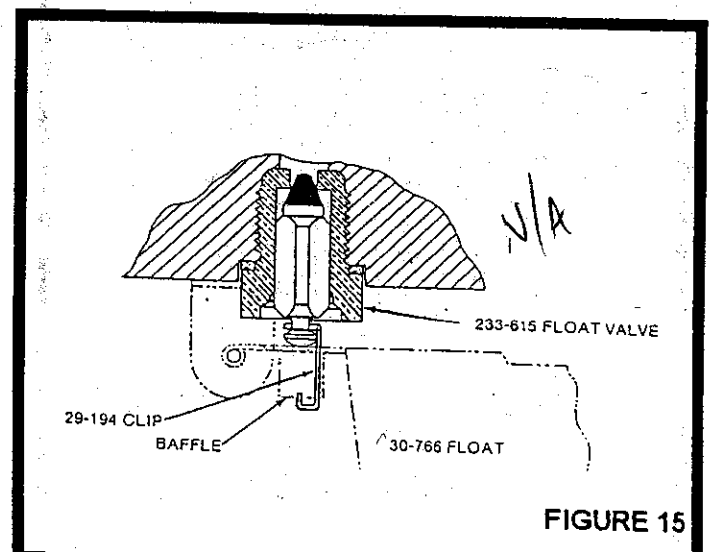 N/A
233-615 FLOAT VALVE
29-194 CLIP
BAFFLE
30-766 FLOAT
FIGURE 15